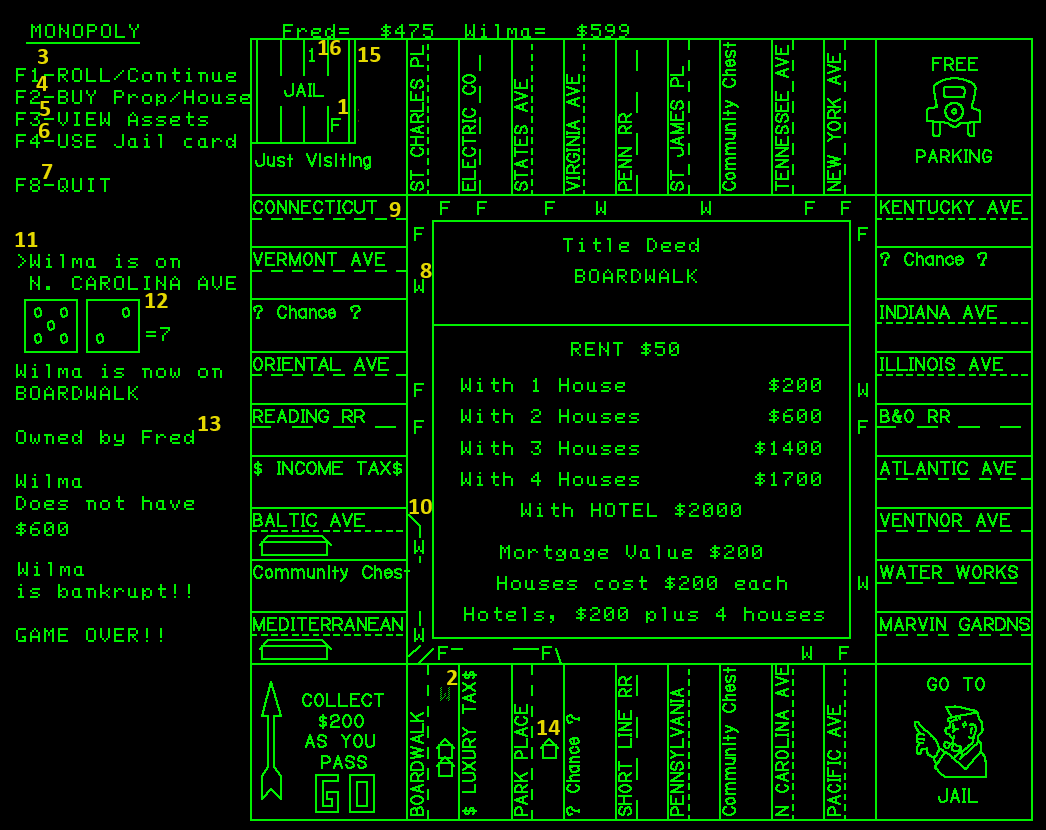 MONOPOLY
Fred= $475 Wilma= $599
3
F1-ROLL/Continue
4
F2-BUY Prop/House
5
F3-VIEW Assets
6
F4-USE Jail card
7
F8-QUIT
11
>Wilma is on
N. CAROLINA AVE
12
=7
Wilma is now on
BOARDWALK
13
Owned by Fred
Wilma
Does not have
$600
Wilma
is bankrupt!!
GAME OVER!!
16
15
1
JAIL
1
F
Just Visiting
ST CHARLES PL
ELECTRIC CO
STATES AVE
VIRGINIA AVE
PENN RR
ST JAMES PL
Community Chest
TENNESSEE AVE
NEW YORK AVE
FREE
PARKING
F F F W W F F
CONNECTICUT
9
F
VERMONT AVE
8
W
? Chance ?
ORIENTAL AVE
F
READING RR
F
$ INCOME TAX$
10
BALTIC AVE
W
Community Chest
MEDITERRANEAN
W
Title Deed
BOARDWALK
RENT $50
With 1 House $200
With 2 Houses $600
With 3 Houses $1400
With 4 Houses $1700
With HOTEL $2000
Mortgage Value $200
Houses cost $200 each
Hotels, $200 plus 4 houses
F
KENTUCKY AVE
? Chance ?
INDIANA AVE
W
ILLINOIS AVE
F
B&O RR
ATLANTIC AVE
VENTNOR AVE
W
WATER WORKS
MARVIN GARDNS
F F W F
COLLECT
$200
AS YOU
PASS
GO
2
W
BOARDWALK
$ LUXURY TAX$
PARK PLACE
14
? Chance ?
SHORT LINE RR
PENNSYLVANIA
Community Chest
N CAROLINA AVE
PACIFIC AVE
GO TO
JAIL